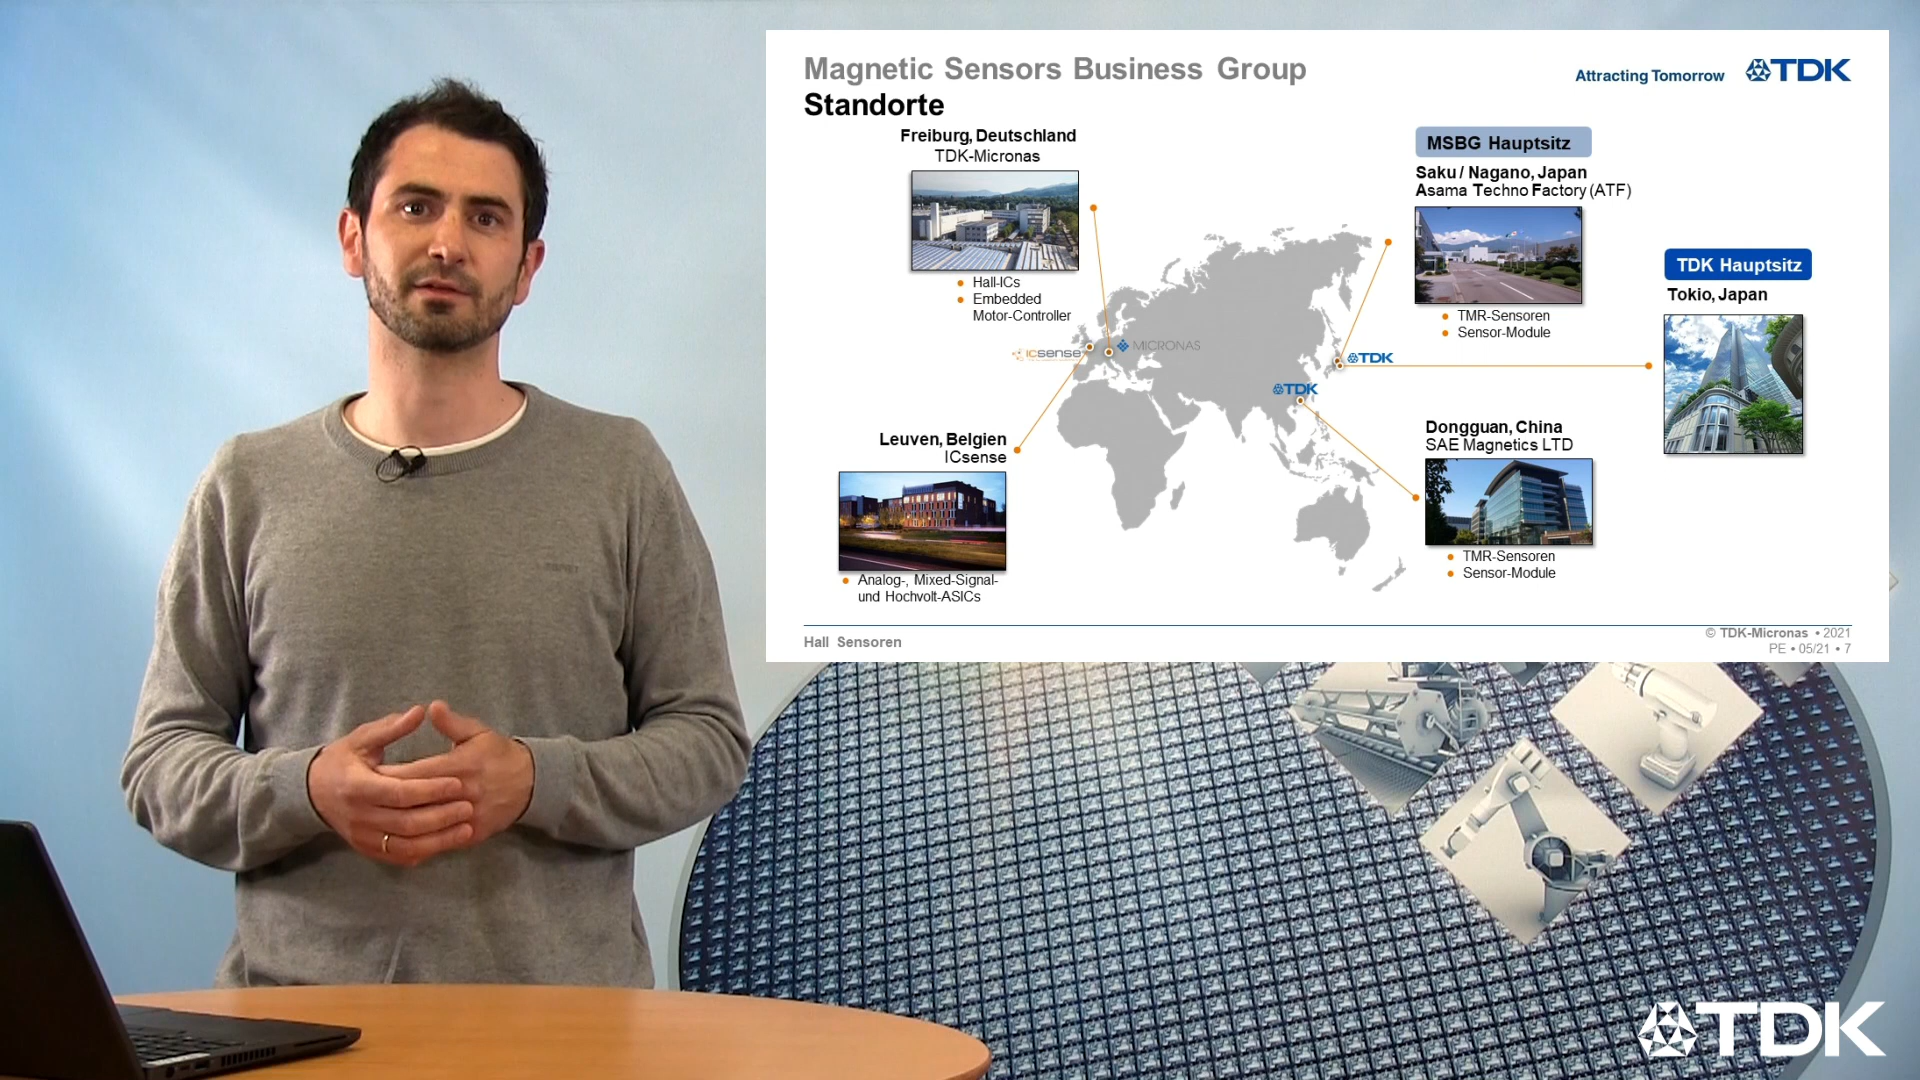 Magnetic Sensors Business Group
Standorte
Attracting Tomorrow
TDK
Freiburg, Deutschland
TDK-Micronas
Hall-ICs
Embedded
Motor-Controller
MSBG Hauptsitz
Saku / Nagano, Japan
Asama Techno Factory (ATF)
TMR-Sensoren
Sensor-Module
TDK Hauptsitz
Tokio, Japan
icsense
MICRONAS
TDK
TDK
Leuven, Belgien
ICsense
Analog-, Mixed-Signal-
und Hochvolt-ASICs
Dongguan, China
SAE Magnetics LTD
TMR-Sensoren
Sensor-Module
Hall Sensoren
© TDK-Micronas • 2021
PE • 05/21 • 7
TDK